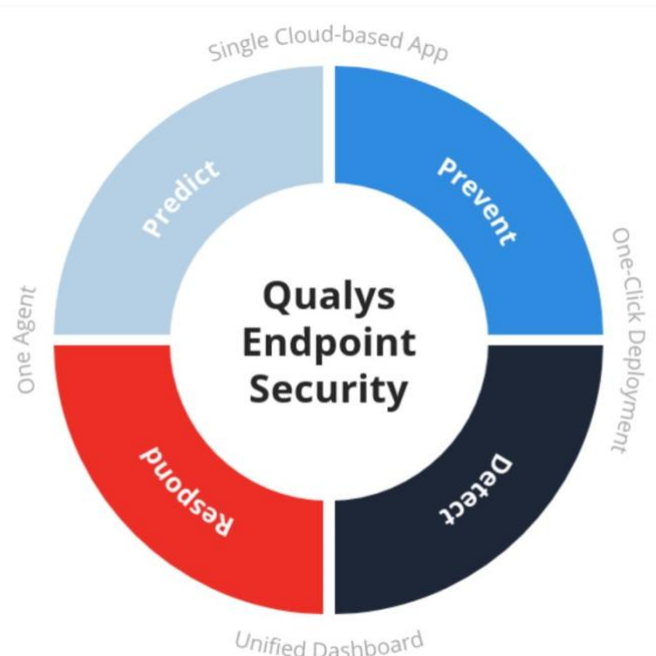 Single Cloud-based App
Predict
Prevent
One Agent
Qualys
Endpoint
Security
One-Click Deployment
Respond
Detect
Unified Dashboard